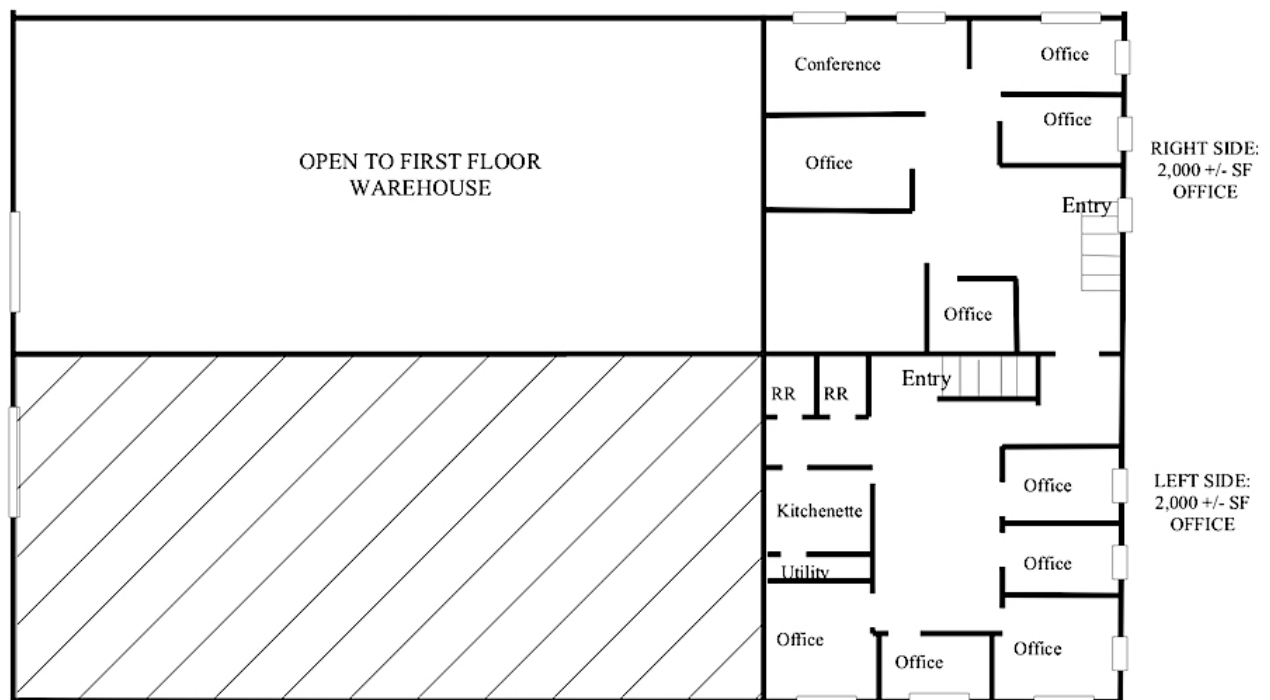 Conference
Office
Office
OPEN TO FIRST FLOOR
WAREHOUSE
Office
RIGHT SIDE:
2,000 +/- SF
OFFICE
Entry
Office
Entry
RR
RR
Office
LEFT SIDE:
2,000 +/- SF
OFFICE
Kitchenette
Office
Utility
Office
Office
Office